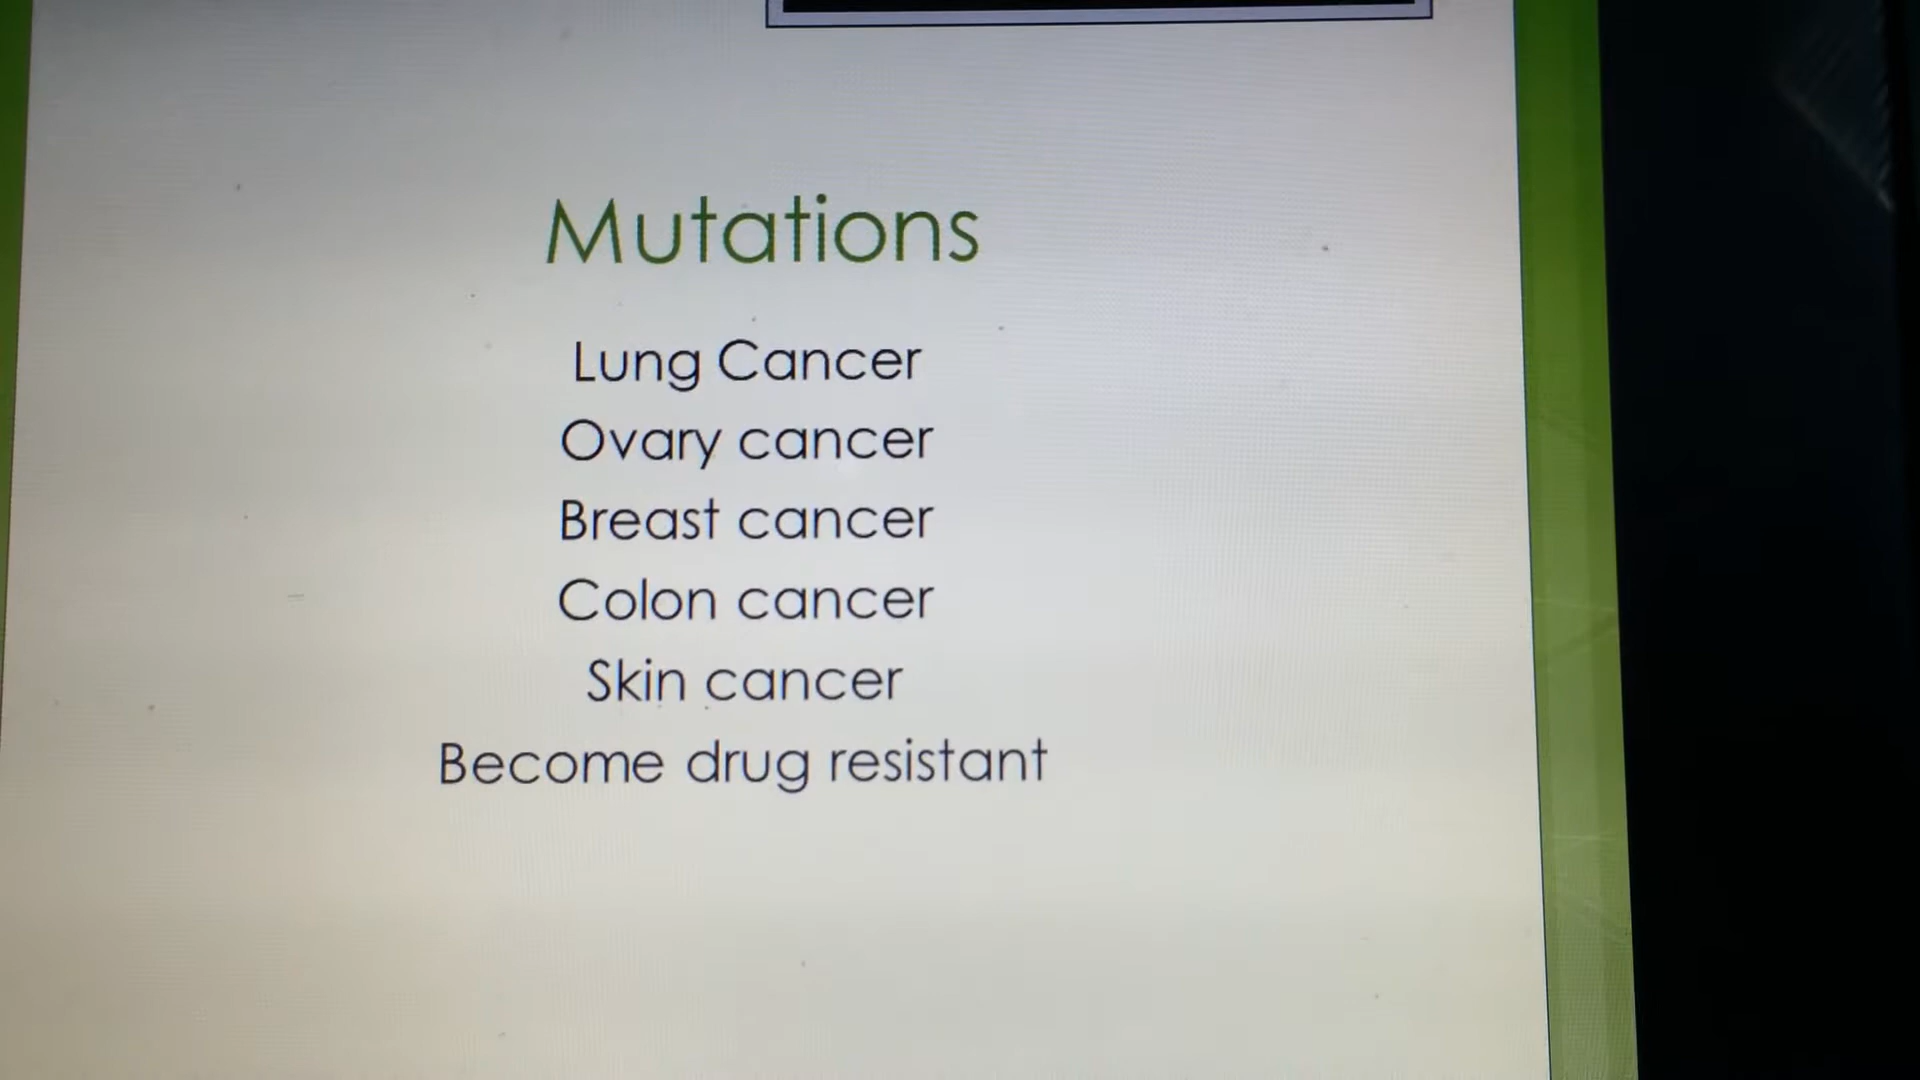 Mutations
Lung Cancer
Ovary cancer
Breast cancer
Colon cancer
Skin cancer
Become drug resistant